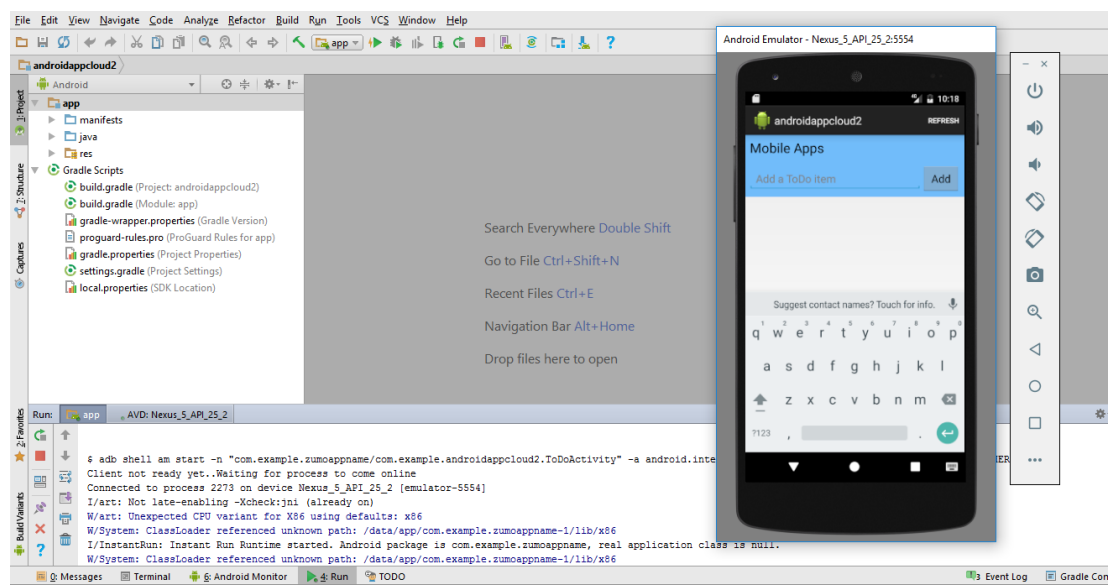 File Edit View Navigate Code Analyze Refactor Build Run Tools VCS Window Help
app
androidappcloud2
Android
1: Project
app
manifests
java
res
Gradle Scripts
build.gradle (Project: androidappcloud2)
build.gradle (Module: app)
gradle-wrapper.properties (Gradle Version)
proguard-rules.pro (ProGuard Rules for app)
gradle.properties (Project Properties)
settings.gradle (Project Settings)
local.properties (SDK Location)
Z: Structure
Captures
2: Favorites
Build Variants
Search Everywhere Double Shift
Go to File Ctrl+Shift+N
Recent Files Ctrl+E
Navigation Bar Alt+Home
Drop files here to open
Android Emulator - Nexus_5_API_25_2:5554
10:18
androidappcloud2 REFRESH
Mobile Apps
Add a ToDo item Add
Suggest contact names? Touch for info.
1 2 3 4 5 6 7 8 9 0
q w e r t y u i o p
a s d f g h j k l
z x c v b n m
?123 , .
Run: app AVD: Nexus_5_API_25_2
$ adb shell am start -n "com.example.zumoappname/com.example.androidappcloud2.ToDoActivity" -a android.inte
Client not ready yet..Waiting for process to come online
Connected to process 2273 on device Nexus_5_API_25_2 [emulator-5554]
I/art: Not late-enabling -Xcheck:jni (already on)
W/art: Unexpected CPU variant for X86 using defaults: x86
W/System: ClassLoader referenced unknown path: /data/app/com.example.zumoappname-1/lib/x86
I/InstantRun: Instant Run Runtime started. Android package is com.example.zumoappname, real application class is null.
W/System: ClassLoader referenced unknown path: /data/app/com.example.zumoappname-1/lib/x86
0: Messages Terminal 6: Android Monitor 4: Run TODO 3 Event Log Gradle Con